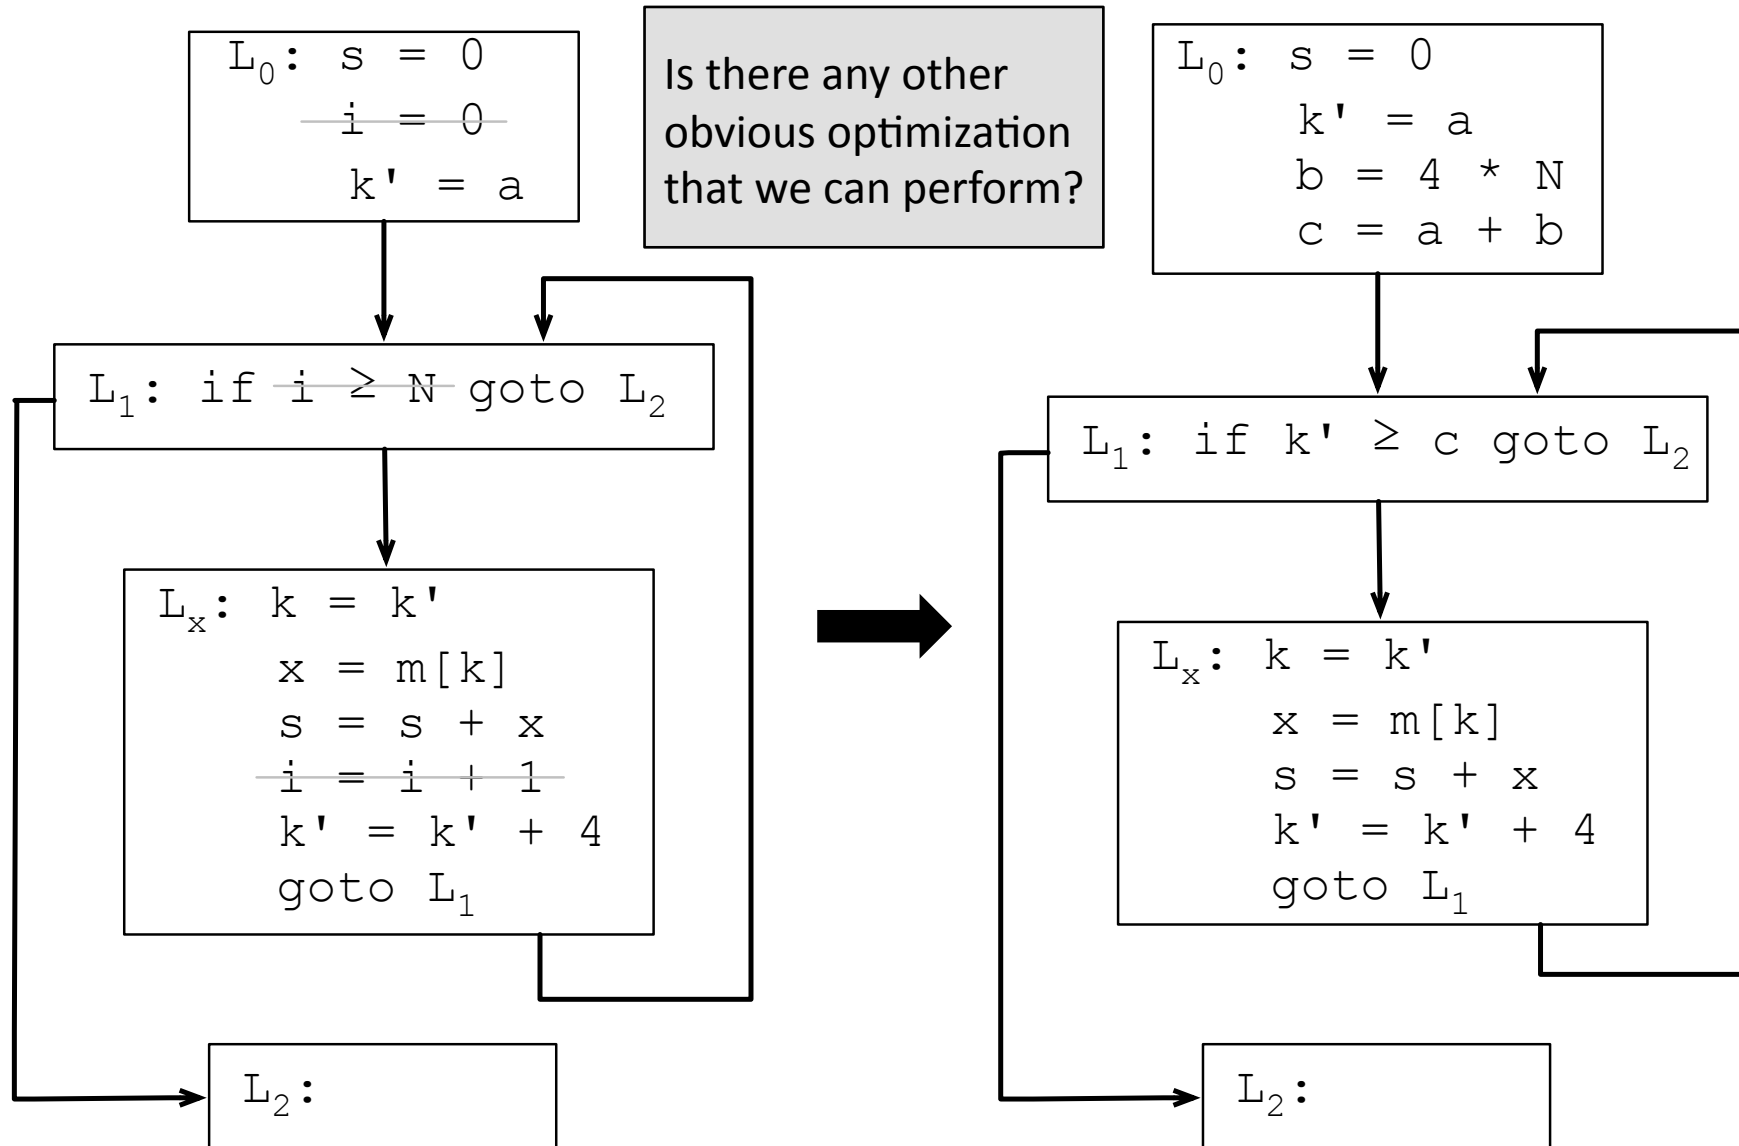 L₀: s = 0
i = 0
k' = a
L₁: if i ≥ N goto L₂
Lₓ: k = k'
x = m[k]
s = s + x
i = i + 1
k' = k' + 4
goto L₁
L₂:
Is there any other
obvious optimization
that we can perform?
L₀: s = 0
k' = a
b = 4 * N
c = a + b
L₁: if k' ≥ c goto L₂
Lₓ: k = k'
x = m[k]
s = s + x
k' = k' + 4
goto L₁
L₂: